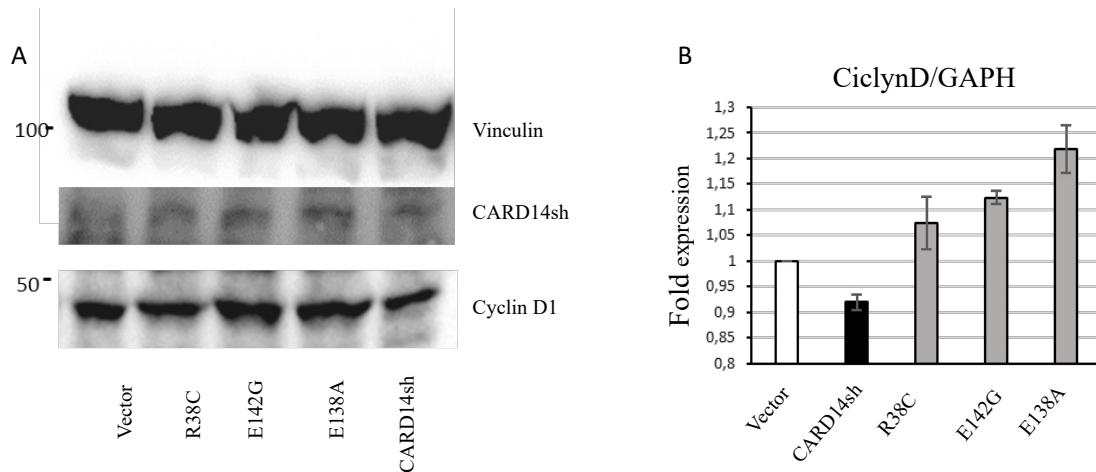 A
100
Vinculin
CARD14sh
50
Cyclin D1
Vector
R38C
E142G
E138A
CARD14sh
B
CiclynD/GAPH
Fold expression
1,3
1,25
1,2
1,15
1,1
1,05
1
0,95
0,9
0,85
0,8
Vector
CARD14sh
R38C
E142G
E138A